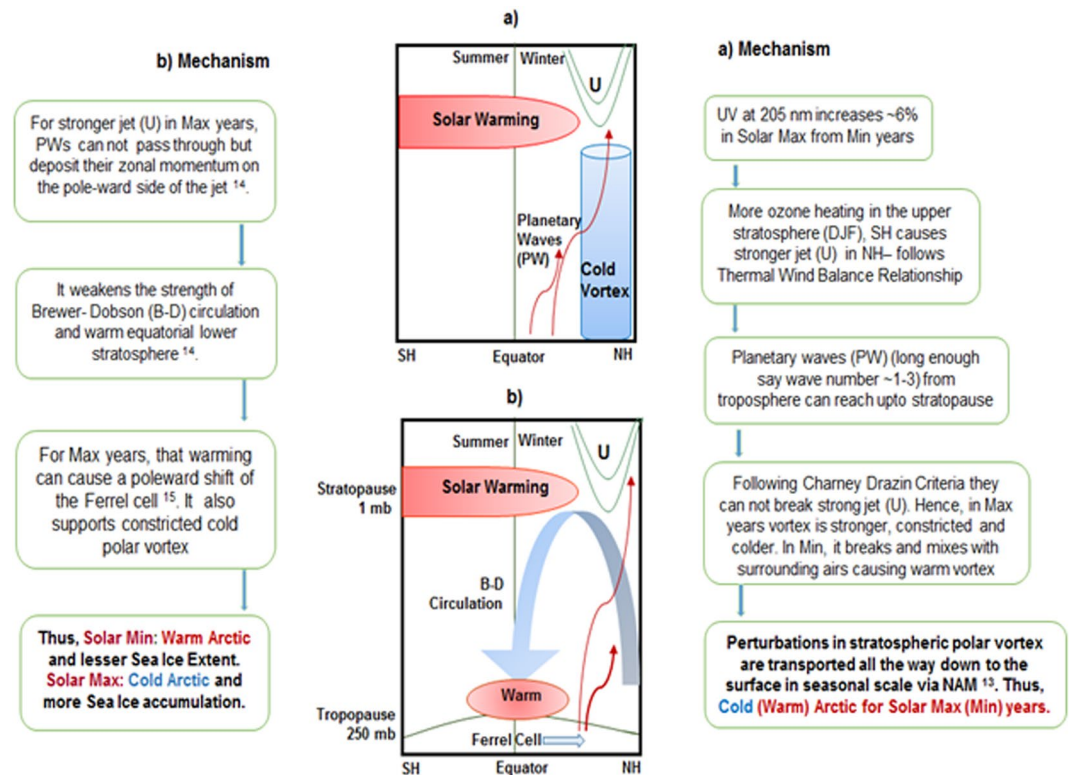 b) Mechanism
For stronger jet (U) in Max years,
PWs can not pass through but
deposit their zonal momentum on
the pole-ward side of the jet ¹⁴.
It weakens the strength of
Brewer- Dobson (B-D) circulation
and warm equatorial lower
stratosphere ¹⁴.
For Max years, that warming
can cause a poleward shift of
the Ferrel cell ¹⁵. It also
supports constricted cold
polar vortex
Thus, Solar Min: Warm Arctic
and lesser Sea Ice Extent.
Solar Max: Cold Arctic and
more Sea Ice accumulation.
a)
Summer
Winter
U
Solar Warming
Planetary
Waves
(PW)
Cold
Vortex
SH
Equator
NH
b)
Summer
Winter
U
Stratopause
1 mb
Solar Warming
B-D
Circulation
Warm
Tropopause
250 mb
Ferrel Cell
SH
Equator
NH
a) Mechanism
UV at 205 nm increases ~6%
in Solar Max from Min years
More ozone heating in the upper
stratosphere (DJF), SH causes
stronger jet (U) in NH– follows
Thermal Wind Balance Relationship
Planetary waves (PW) (long enough
say wave number ~1-3) from
troposphere can reach upto stratopause
Following Charney Drazin Criteria they
can not break strong jet (U). Hence, in Max
years vortex is stronger, constricted and
colder. In Min, it breaks and mixes with
surrounding airs causing warm vortex
Perturbations in stratospheric polar vortex
are transported all the way down to the
surface in seasonal scale via NAM ¹³. Thus,
Cold (Warm) Arctic for Solar Max (Min) years.